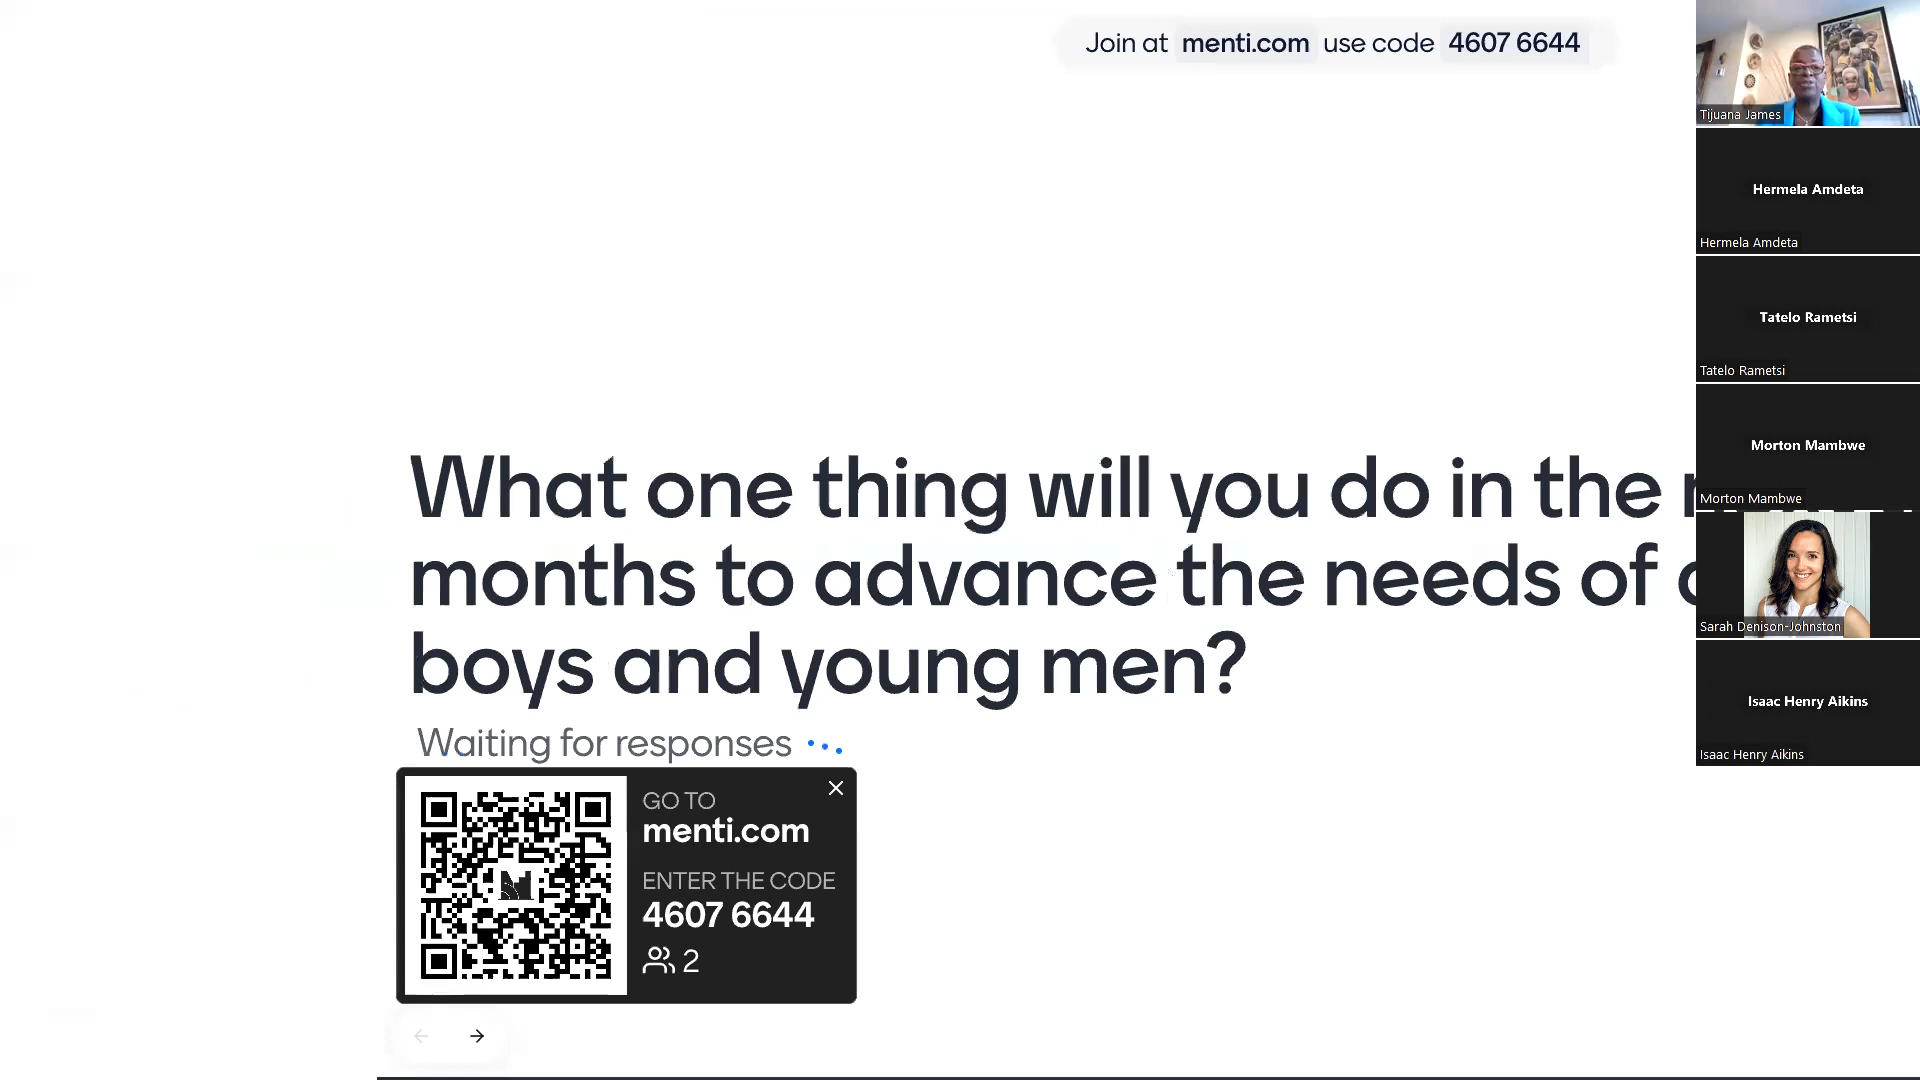 Join at menti.com use code 4607 6644
What one thing will you do in the
months to advance the needs of
boys and young men?
Waiting for responses
GO TO
menti.com
ENTER THE CODE
4607 6644
2
Tijuana James
Hermela Amdeta
Hermela Amdeta
Tatelo Rametsi
Tatelo Rametsi
Morton Mambwe
Morton Mambwe
Sarah Denison-Johnston
Isaac Henry Aikins
Isaac Henry Aikins